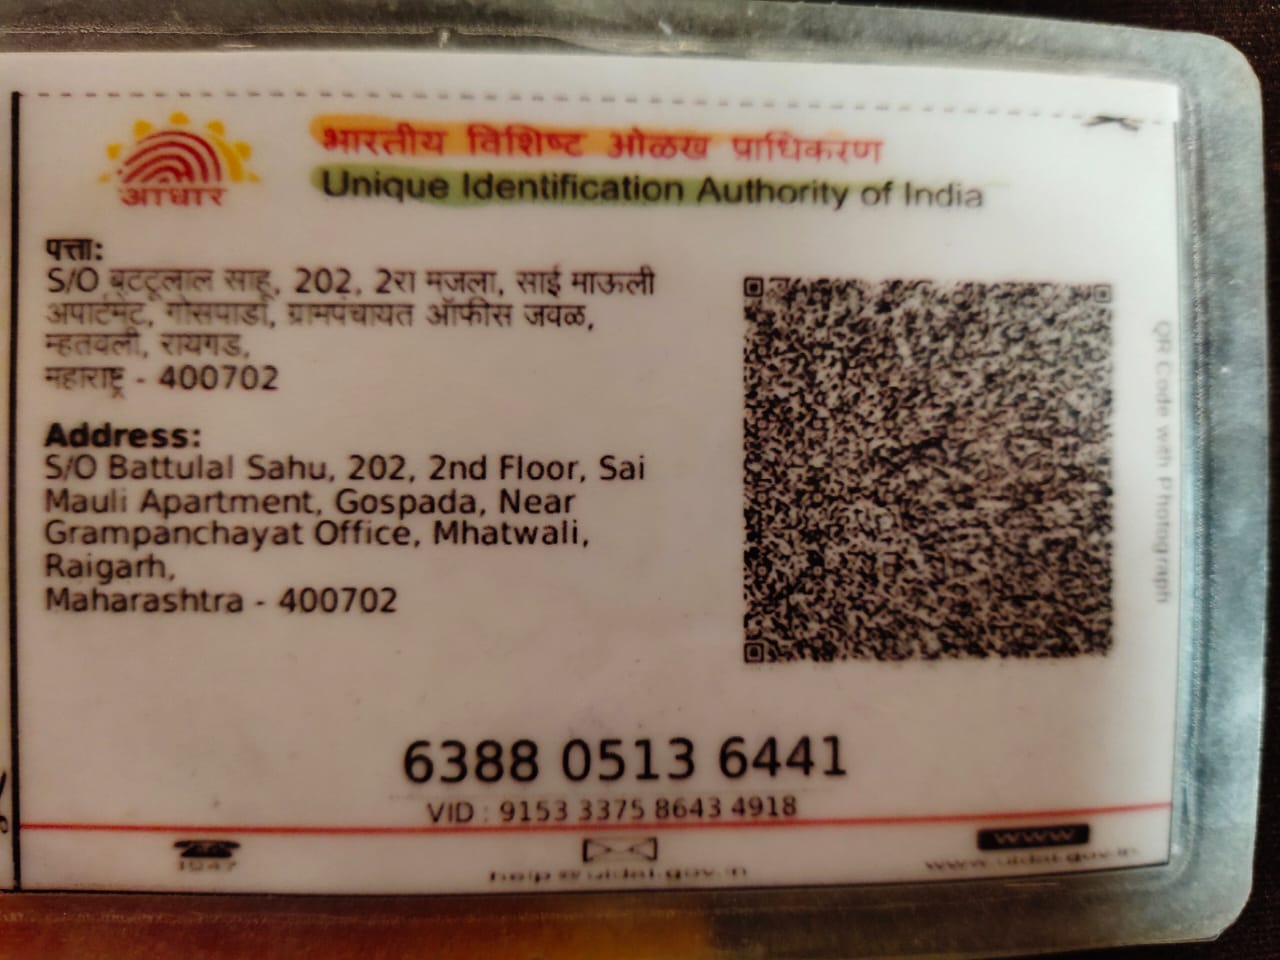 आधार
भारतीय विशिष्ट ओळख प्राधिकरण
Unique Identification Authority of India
पत्ता:
S/O बट्टूलाल साहू, 202, 2रा मजला, साई माऊली
अपार्टमेंट, गोसपाडा, ग्रामपंचायत ऑफीस जवळ,
म्हतवली, रायगड,
महाराष्ट्र - 400702
Address:
S/O Battulal Sahu, 202, 2nd Floor, Sai
Mauli Apartment, Gospada, Near
Grampanchayat Office, Mhatwali,
Raigarh,
Maharashtra - 400702
QR Code with Photograph
6388 0513 6441
VID : 9153 3375 8643 4918
1947
help@uidai.gov.in
www
www.uidai.gov.in